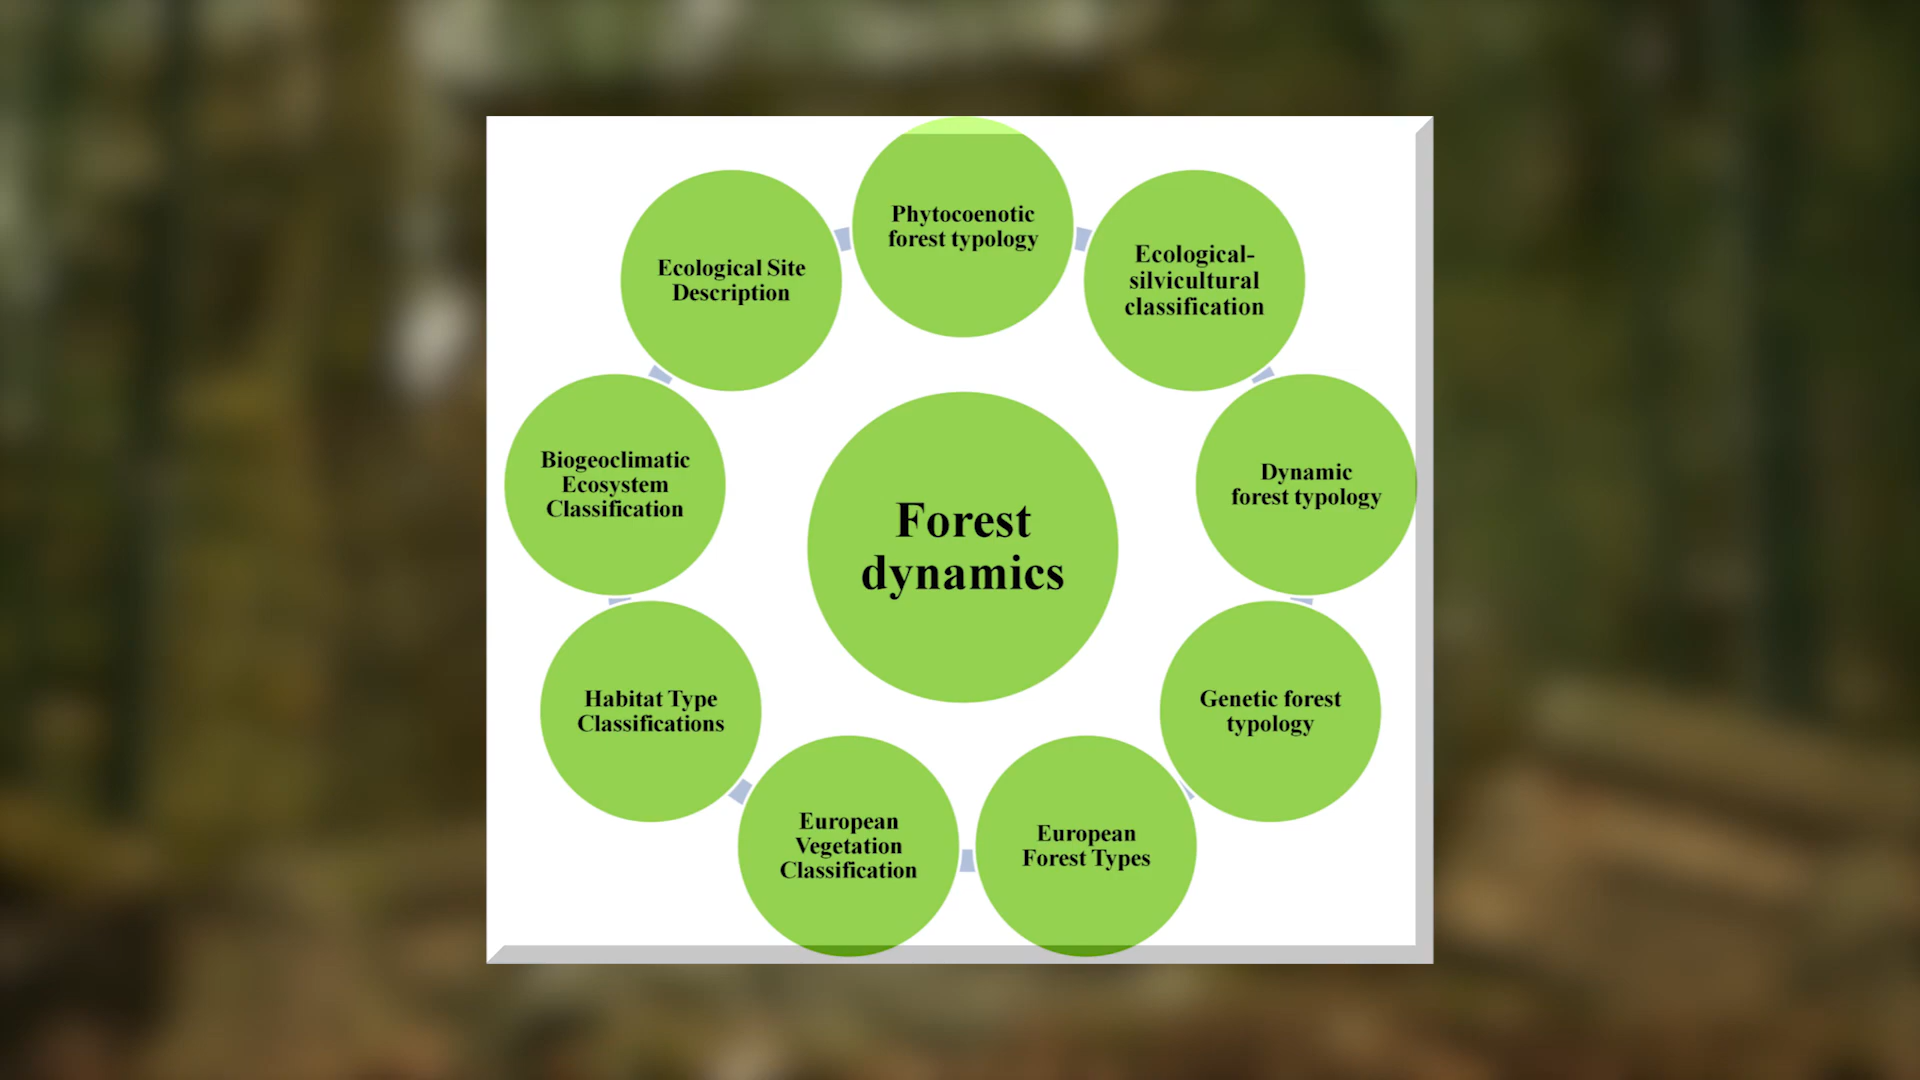 Phytocoenotic
forest typology
Ecological-
silvicultural
classification
Dynamic
forest typology
Genetic forest
typology
European
Forest Types
European
Vegetation
Classification
Habitat Type
Classifications
Biogeoclimatic
Ecosystem
Classification
Ecological Site
Description
Forest
dynamics